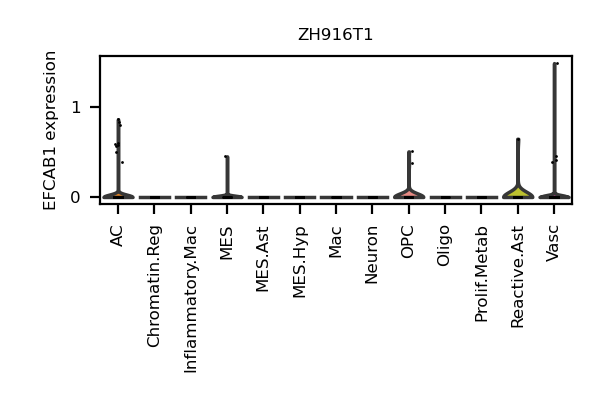 ZH916T1
EFCAB1 expression
1
0
AC
Chromatin.Reg
Inflammatory.Mac
MES
MES.Ast
MES.Hyp
Mac
Neuron
OPC
Oligo
Prolif.Metab
Reactive.Ast
Vasc